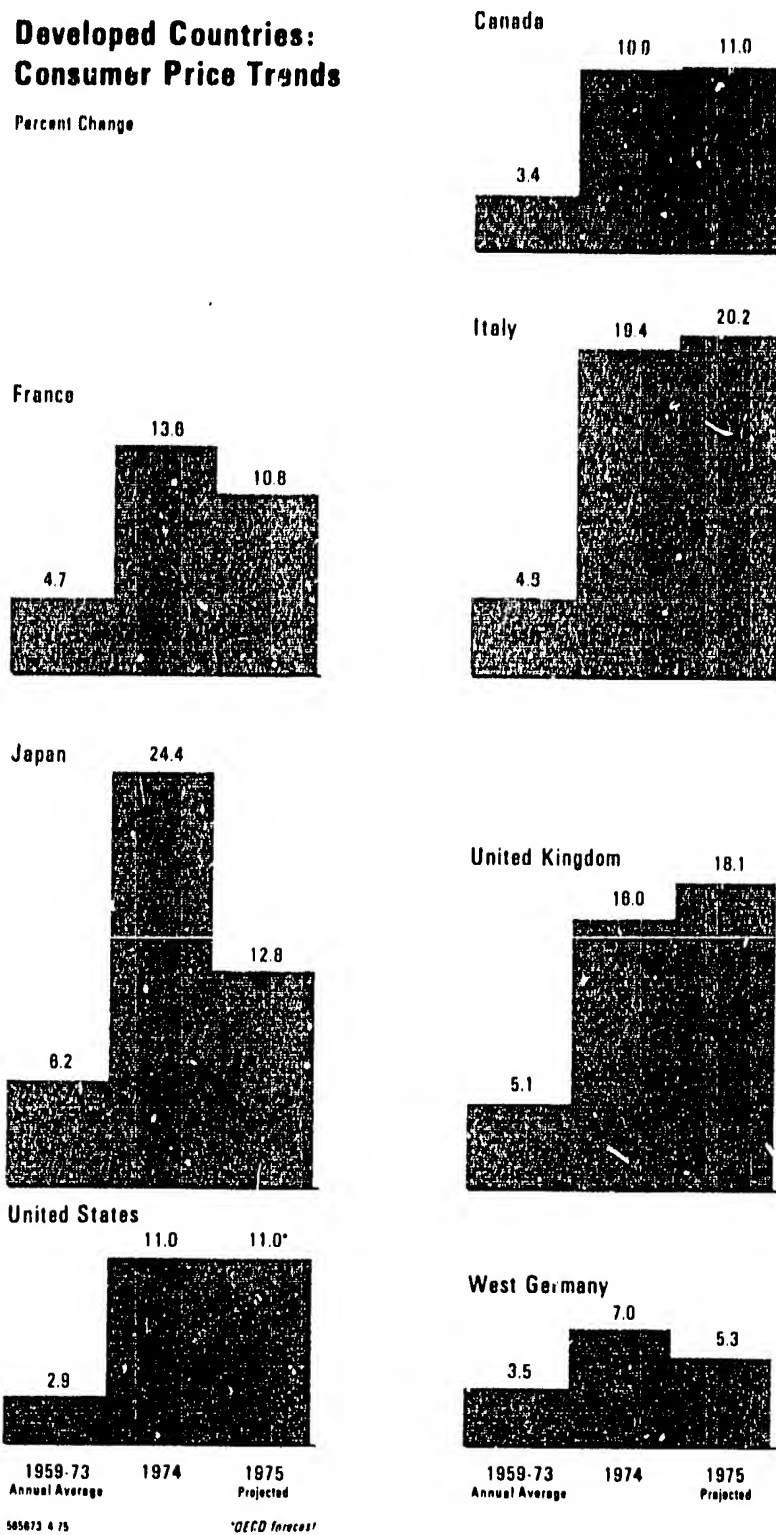 Developed Countries:
Consumer Price Trends
Percent Change
Canada
3.4
10.9
11.0
Italy
19.4
20.2
France
4.7
13.6
10.8
Japan
6.2
24.4
12.8
United Kingdom
5.1
16.0
18.1
United States
2.9
11.0
11.0*
West Germany
3.5
7.0
5.3
1959-73 1974 1975
Annual Average Projected
1959-73 1974 1975
Annual Average Projected
565673 4 75
*OECD forecast